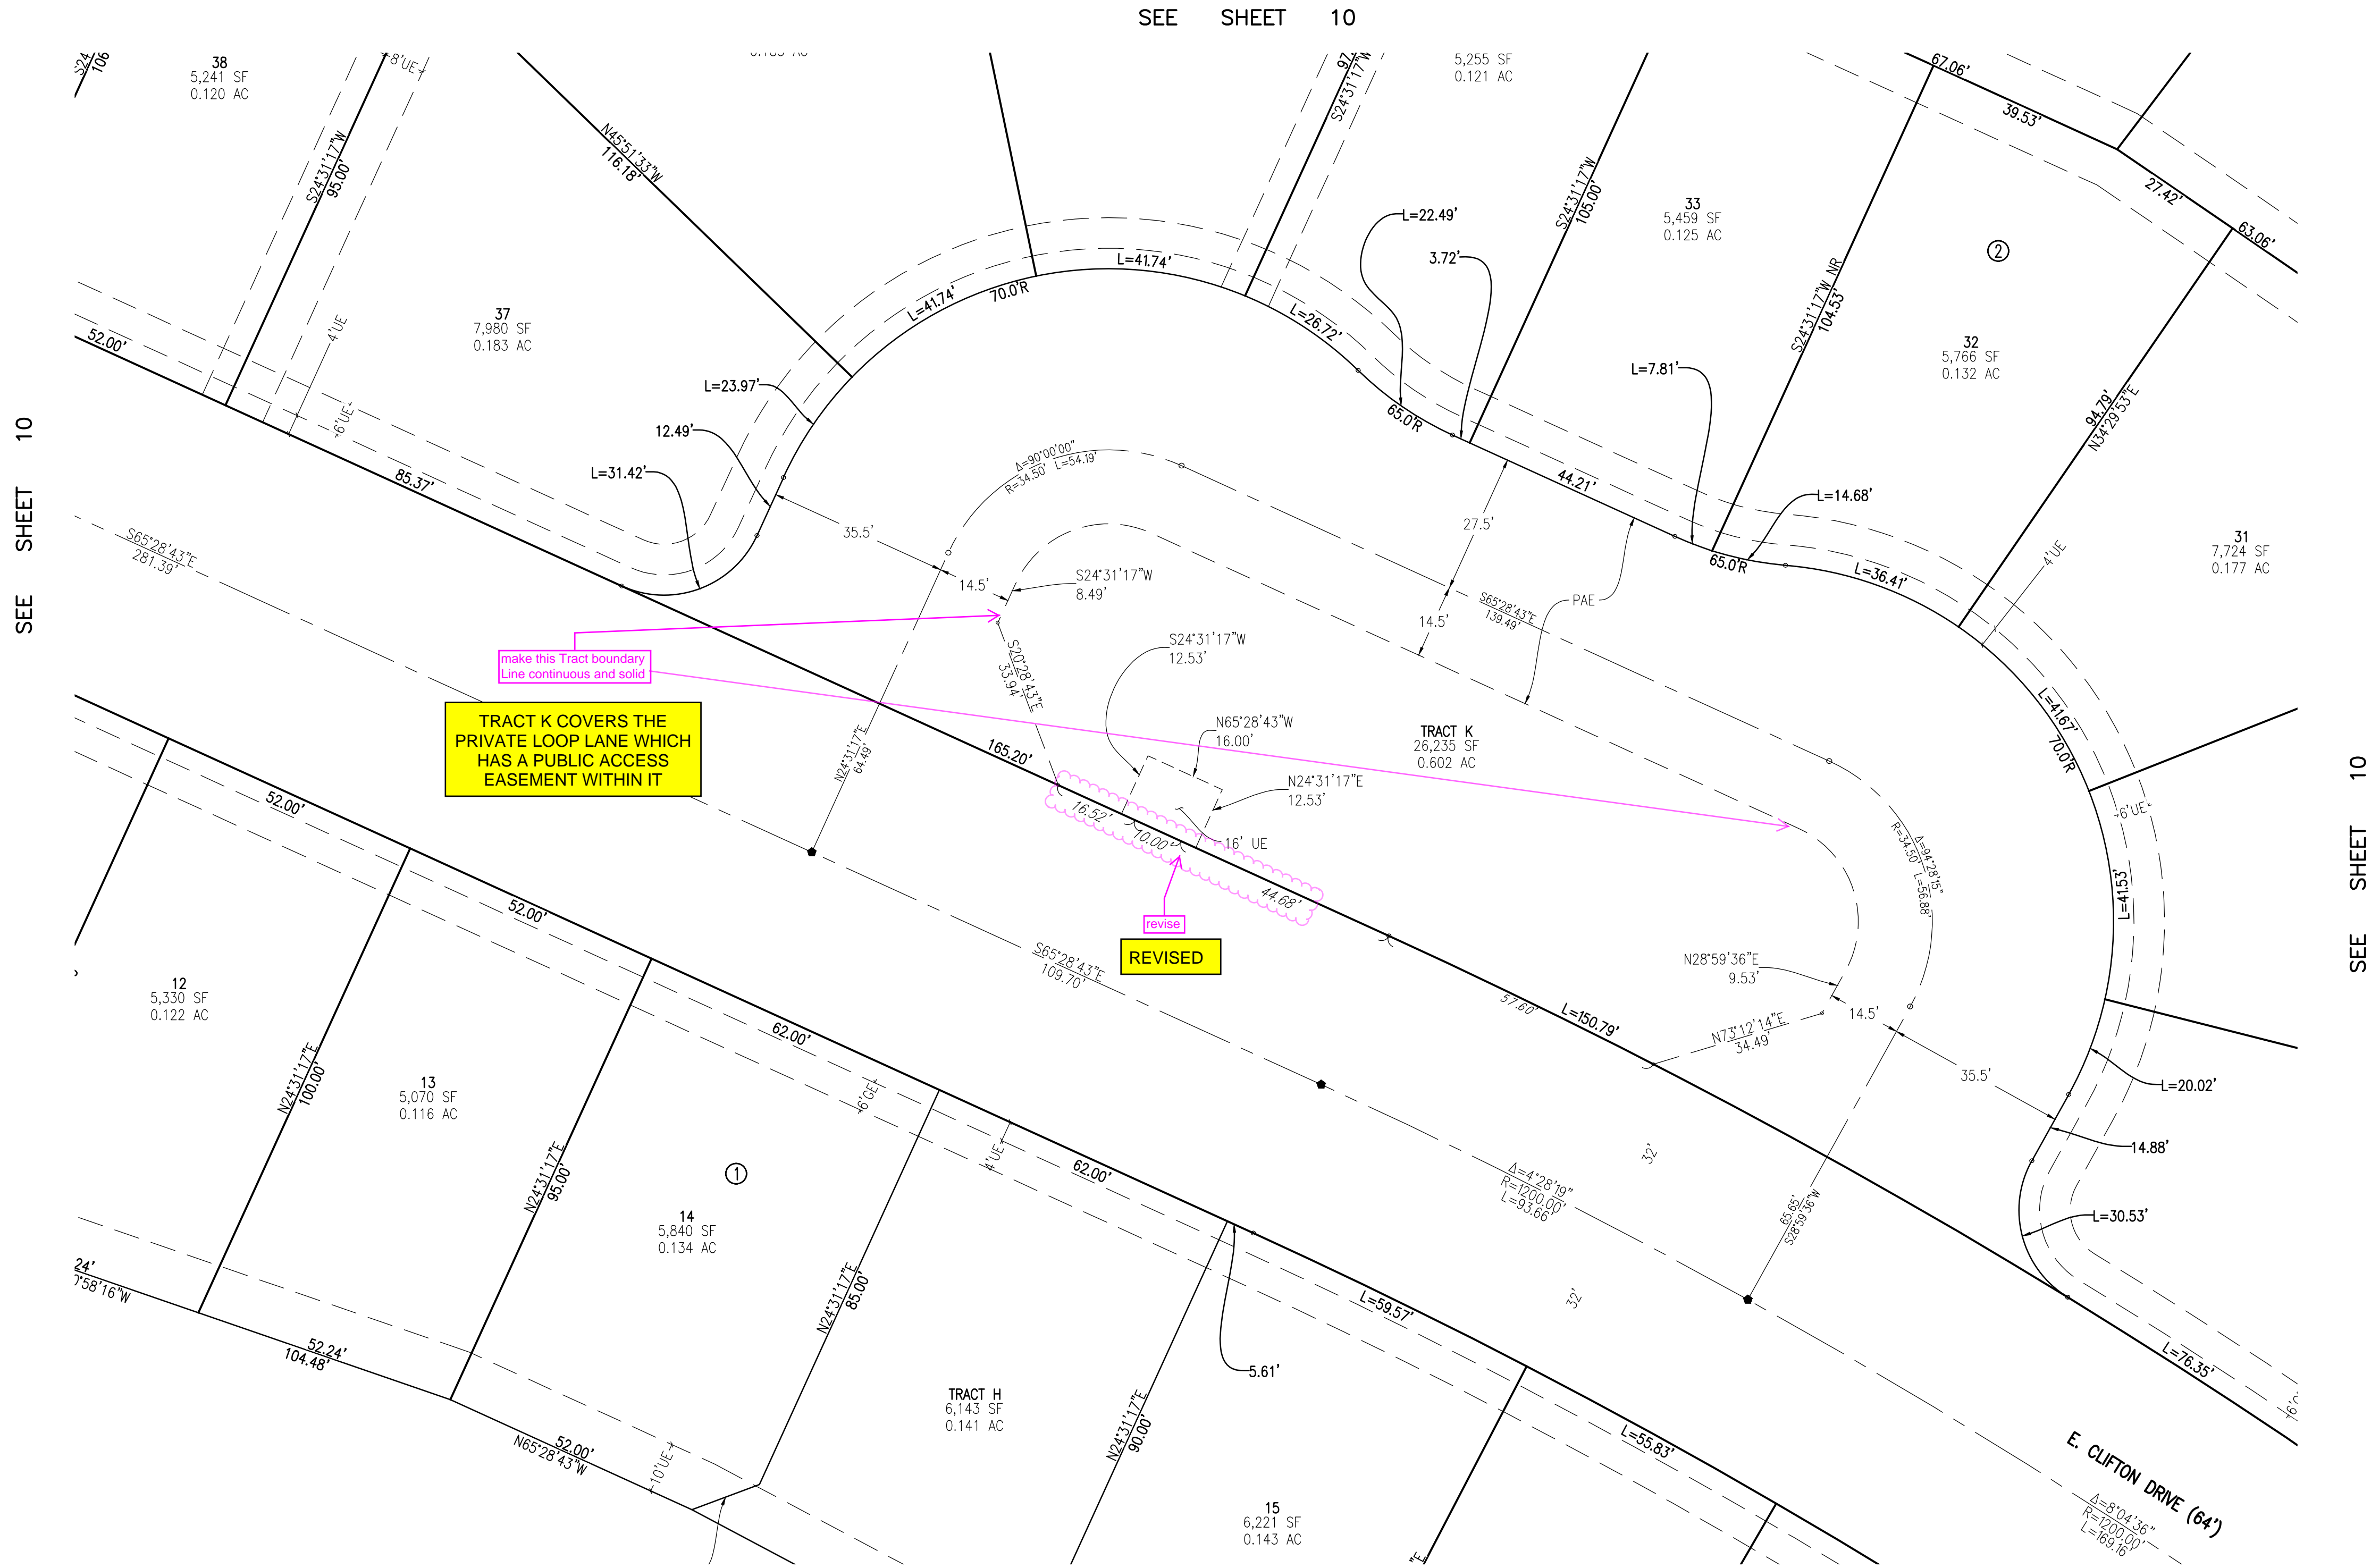 SEE SHEET 10
SEE SHEET 10
SEE SHEET 10
S24
106
38
5,241 SF
0.120 AC
8'UE
S24°31'17"W
95.00'
N45°51'33"W
116.18'
97.
S24°31'17"W
5,255 SF
0.121 AC
67.06'
39.53'
27.42'
63.06'
S24°31'17"W
105.00'
33
5,459 SF
0.125 AC
S24°31'17"W NR
104.53'
2
32
5,766 SF
0.132 AC
94.79'
N34°29'53"E
31
7,724 SF
0.177 AC
4'UE
37
7,980 SF
0.183 AC
4'UE
6'UE
52.00'
85.37'
L=31.42'
12.49'
L=23.97'
L=41.74'
70.0'R
L=41.74'
L=26.72'
L=22.49'
65.0'R
3.72'
44.21'
L=7.81'
L=14.68'
65.0'R
L=36.41'
L=41.67'
70.0'R
6'UE
L=41.53'
L=20.02'
14.88'
L=30.53'
L=76.35'
S65°28'43"E
281.39'
35.5'
14.5'
Δ=90°00'00"
R=34.50' L=54.19'
S24°31'17"W
8.49'
S20°28'43"E
33.94'
27.5'
14.5'
S65°28'43"E
139.49'
PAE
S24°31'17"W
12.53'
N65°28'43"W
16.00'
N24°31'17"E
12.53'
16' UE
TRACT K
26,235 SF
0.602 AC
make this Tract boundary
Line continuous and solid
TRACT K COVERS THE
PRIVATE LOOP LANE WHICH
HAS A PUBLIC ACCESS
EASEMENT WITHIN IT
N24°31'17"E
64.49'
165.20'
16.52'
10.00'
44.68'
revise
REVISED
Δ=94°28'15"
R=34.50' L=56.88'
N28°59'36"E
9.53'
14.5'
35.5'
N73°12'14"E
34.49'
57.60'
L=150.79'
S65°28'43"E
109.70'
Δ=4°28'19"
R=1200.00'
L=93.66'
32'
32'
65.65'
S28°59'36"W
52.00'
52.00'
62.00'
62.00'
12
5,330 SF
0.122 AC
N24°31'17"E
100.00'
13
5,070 SF
0.116 AC
N24°31'17"E
95.00'
1
14
5,840 SF
0.134 AC
6'GE
4'UE
N24°31'17"E
85.00'
TRACT H
6,143 SF
0.141 AC
N24°31'17"E
90.00'
5.61'
L=59.57'
L=55.83'
15
6,221 SF
0.143 AC
24'
0°58'16"W
52.24'
104.48'
52.00'
N65°28'43"W
10'UE
E. CLIFTON DRIVE (64')
Δ=8°04'36"
R=1200.00'
L=169.16'
"E